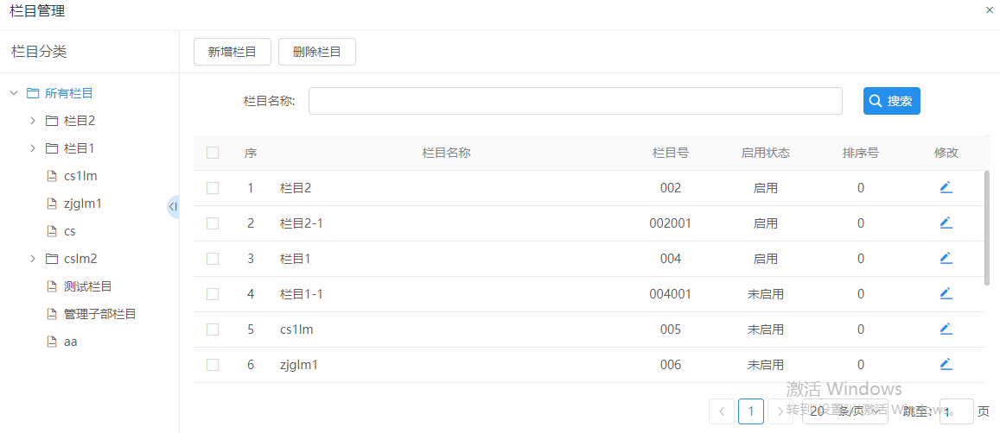 栏目管理
栏目分类
新增栏目 删除栏目
所有栏目
栏目2
栏目1
cs1lm
zjglm1
cs
cslm2
测试栏目
管理子部栏目
aa
栏目名称:
搜索
序 栏目名称 栏目号 启用状态 排序号 修改
1 栏目2 002 启用 0
2 栏目2-1 002001 启用 0
3 栏目1 004 启用 0
4 栏目1-1 004001 未启用 0
5 cs1lm 005 未启用 0
6 zjglm1 006 未启用 0
激活 Windows
转到"设置"以激活 Windows。
1 20 条/页 跳至: 1 页